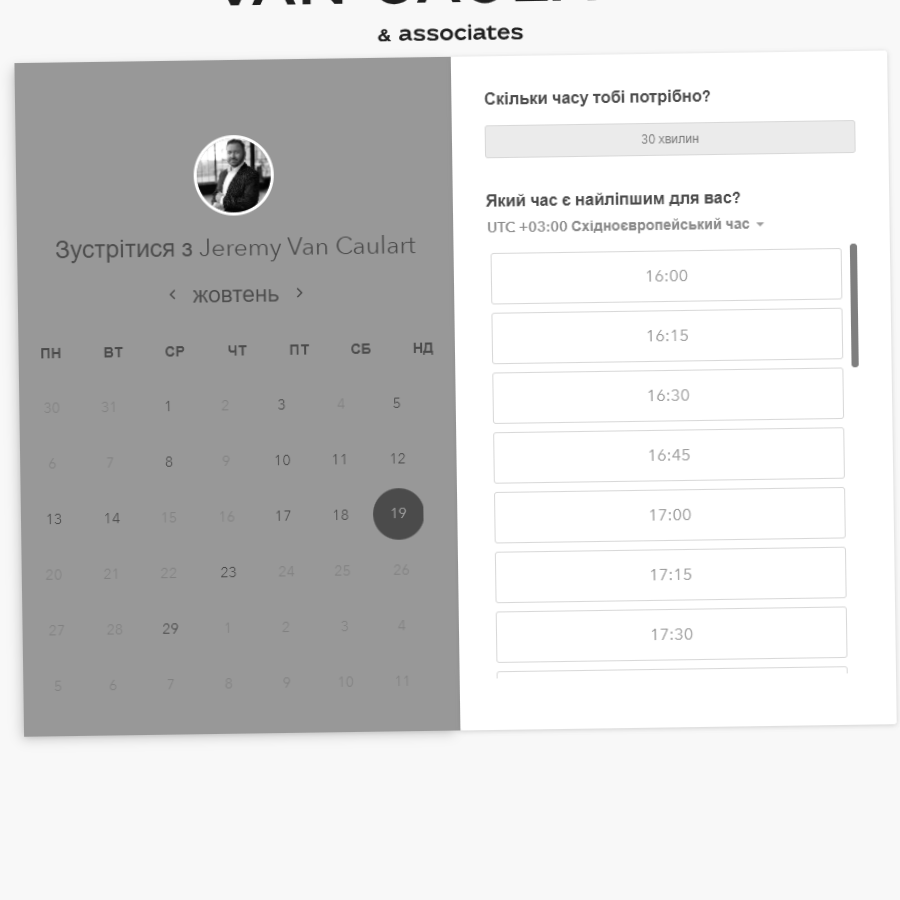 & associates
Зустрітися з Jeremy Van Caulart
жовтень
ПН ВТ СР ЧТ ПТ СБ НД
30 31 1 2 3 4 5
6 7 8 9 10 11 12
13 14 15 16 17 18 19
20 21 22 23 24 25 26
27 28 29 1 2 3 4
5 6 7 8 9 10 11
Скільки часу тобі потрібно?
30 хвилин
Який час є найліпшим для вас?
UTC +03:00 Східноєвропейський час
16:00
16:15
16:30
16:45
17:00
17:15
17:30